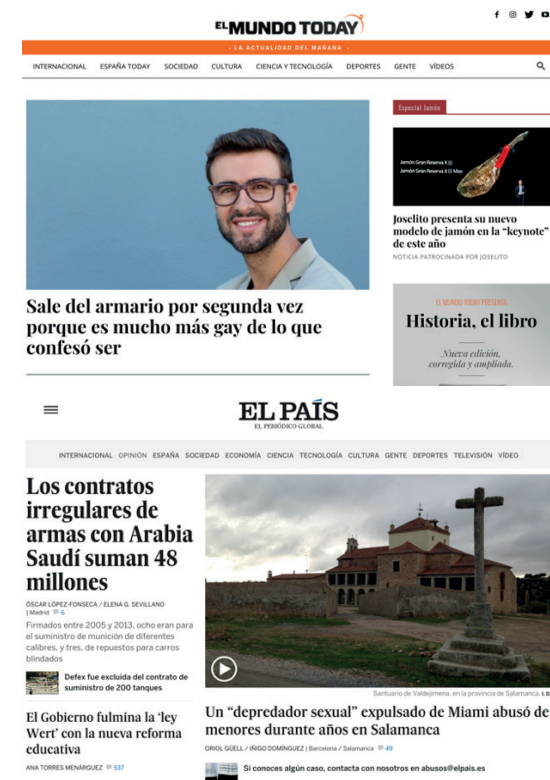 EL MUNDO TODAY
- LA ACTUALIDAD DEL MAÑANA -
INTERNACIONAL ESPAÑA TODAY SOCIEDAD CULTURA CIENCIA Y TECNOLOGÍA DEPORTES GENTE VÍDEOS
Sale del armario por segunda vez
porque es mucho más gay de lo que
confesó ser
Especial Jamón
Jamón Gran Reserva X (I)
Jamón Gran Reserva X (I) Max
Joselito presenta su nuevo
modelo de jamón en la “keynote”
de este año
NOTICIA PATROCINADA POR JOSELITO
EL MUNDO TODAY PRESENTA
Historia, el libro
Nueva edición,
corregida y ampliada.
EL PAÍS
EL PERIÓDICO GLOBAL
INTERNACIONAL OPINIÓN ESPAÑA SOCIEDAD ECONOMÍA CIENCIA TECNOLOGÍA CULTURA GENTE DEPORTES TELEVISIÓN VÍDEO
Los contratos
irregulares de
armas con Arabia
Saudí suman 48
millones
ÓSCAR LÓPEZ-FONSECA / ELENA G. SEVILLANO
| Madrid 6
Firmados entre 2005 y 2013, ocho eran para
el suministro de munición de diferentes
calibres, y tres, de repuestos para carros
blindados
Defex fue excluida del contrato de
suministro de 200 tanques
El Gobierno fulmina la ‘ley
Wert’ con la nueva reforma
educativa
ANA TORRES MENÁRGUEZ 537
Santuario de Valdejimena, en la provincia de Salamanca.
Un “depredador sexual” expulsado de Miami abusó de
menores durante años en Salamanca
ORIOL GÜELL / IÑIGO DOMÍNGUEZ | Barcelona / Salamanca 49
Si conoces algún caso, contacta con nosotros en abusos@elpais.es